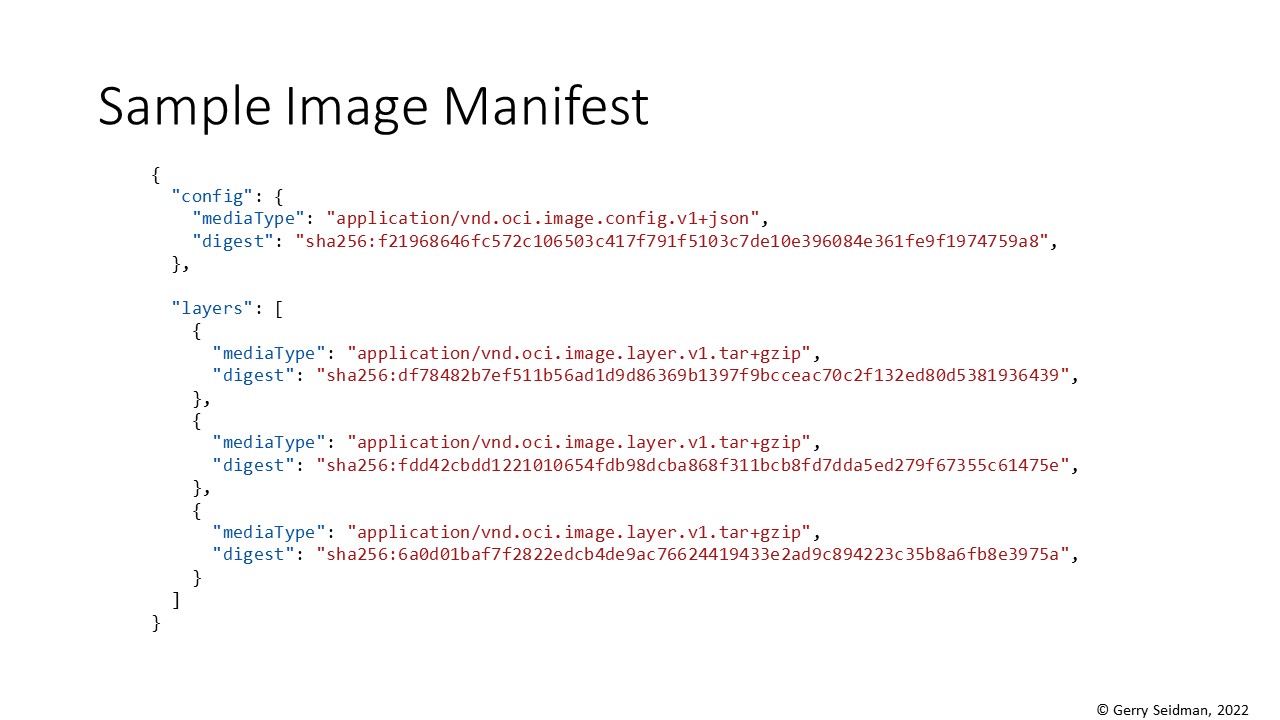 Sample Image Manifest
{
"config": {
"mediaType": "application/vnd.oci.image.config.v1+json",
"digest": "sha256:f21968646fc572c106503c417f791f5103c7de10e396084e361fe9f1974759a8",
},
"layers": [
{
"mediaType": "application/vnd.oci.image.layer.v1.tar+gzip",
"digest": "sha256:df78482b7ef511b56ad1d9d86369b1397f9bcceac70c2f132ed80d5381936439",
},
{
"mediaType": "application/vnd.oci.image.layer.v1.tar+gzip",
"digest": "sha256:fdd42cbdd1221010654fdb98dcba868f311bcb8fd7dda5ed279f67355c61475e",
},
{
"mediaType": "application/vnd.oci.image.layer.v1.tar+gzip",
"digest": "sha256:6a0d01baf7f2822edcb4de9ac76624419433e2ad9c894223c35b8a6fb8e3975a",
}
]
}
© Gerry Seidman, 2022